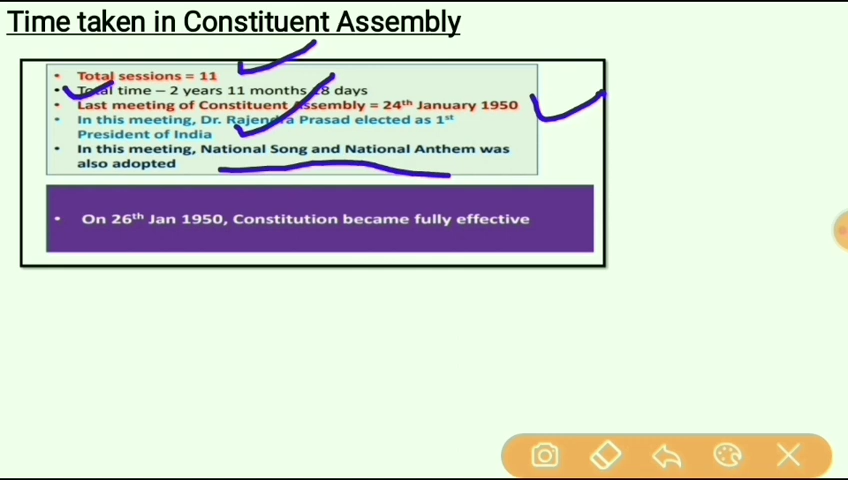 Time taken in Constituent Assembly
• Total sessions = 11
• Total time – 2 years 11 months 18 days
• Last meeting of Constituent Assembly = 24th January 1950
• In this meeting, Dr. Rajendra Prasad elected as 1st
President of India
• In this meeting, National Song and National Anthem was
also adopted
• On 26th Jan 1950, Constitution became fully effective